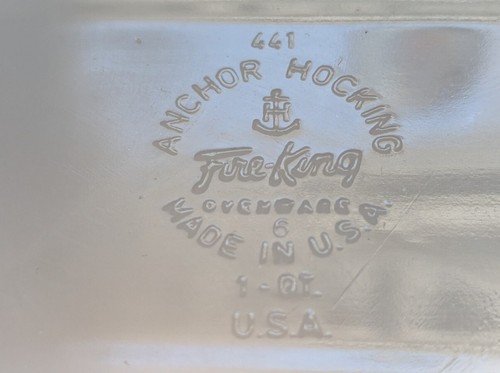 441
ANCHOR HOCKING
Fire-King
OVENWARE
6
MADE IN U.S.A.
1-QT.
U.S.A.